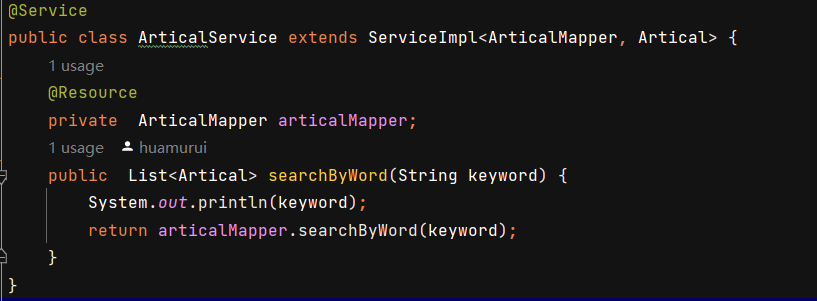 @Service
public class ArticalService extends ServiceImpl<ArticalMapper, Artical> {
1 usage
@Resource
private  ArticalMapper articalMapper;
1 usage  huamurui
public  List<Artical> searchByWord(String keyword) {
System.out.println(keyword);
return articalMapper.searchByWord(keyword);
}
}